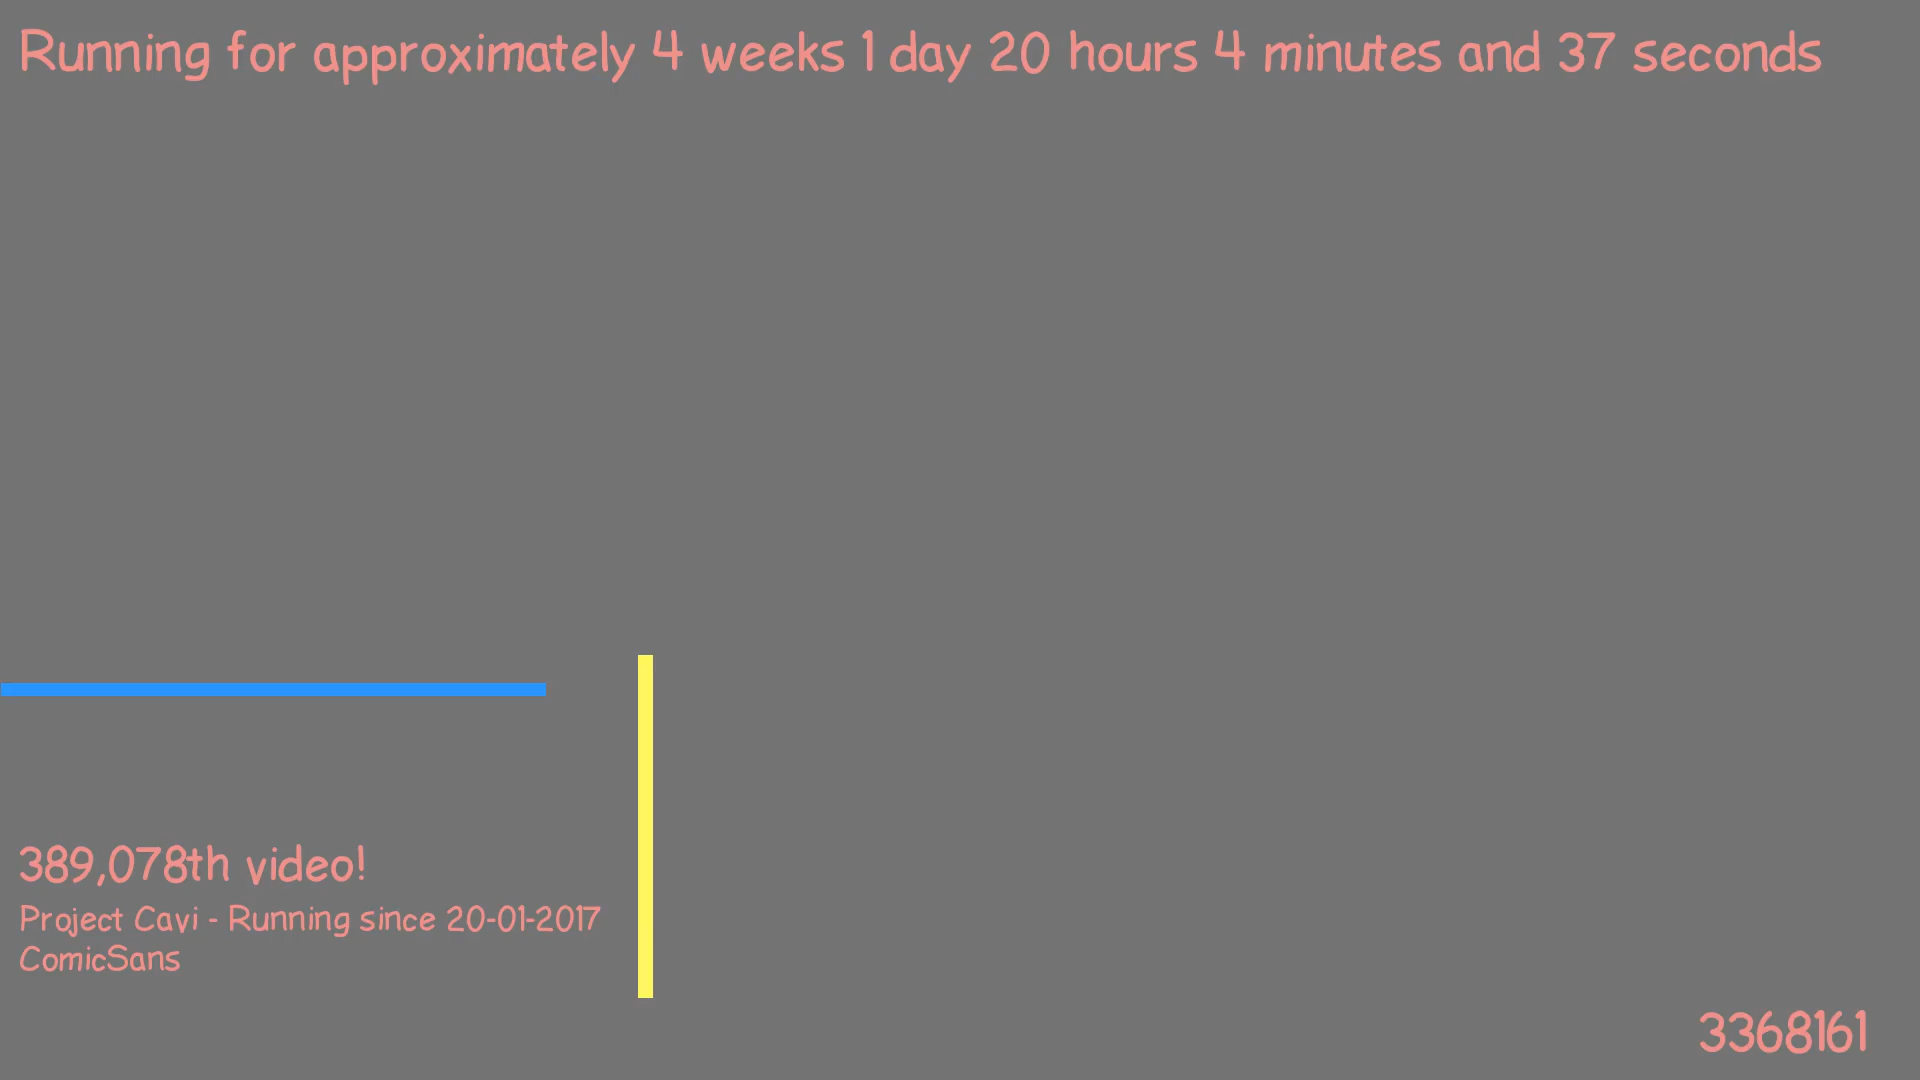 Running for approximately 4 weeks 1 day 20 hours 4 minutes and 37 seconds
389,078th video!
Project Cavi - Running since 20-01-2017
ComicSans
3368161